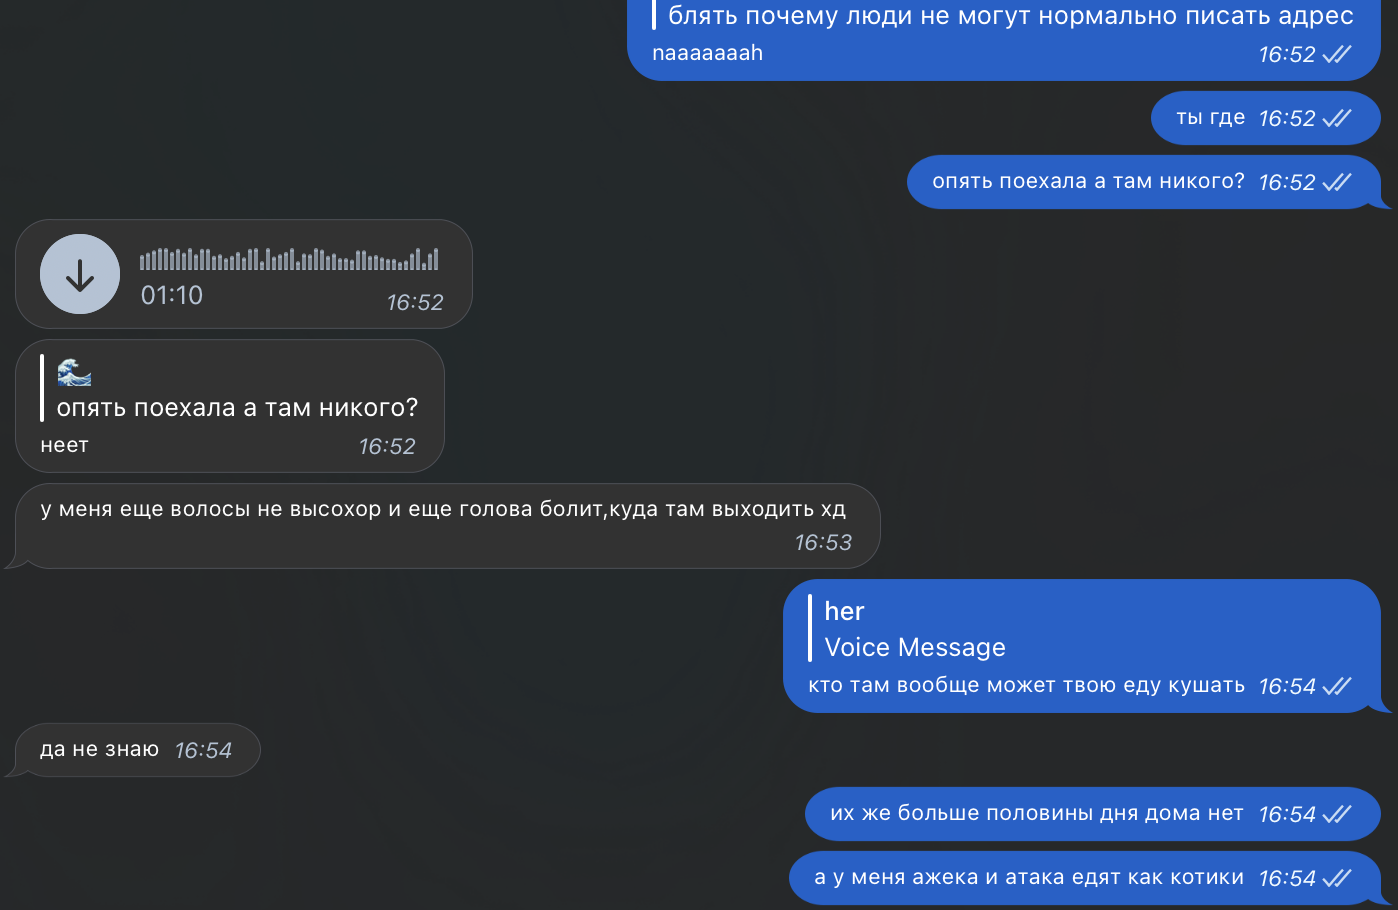 блять почему люди не могут нормально писать адрес
naaaaaaah 16:52
ты где 16:52
опять поехала а там никого? 16:52
01:10 16:52
🌊
опять поехала а там никого?
неет 16:52
у меня еще волосы не высохор и еще голова болит,куда там выходить хд
16:53
her
Voice Message
кто там вообще может твою еду кушать 16:54
да не знаю 16:54
их же больше половины дня дома нет 16:54
а у меня ажека и атака едят как котики 16:54